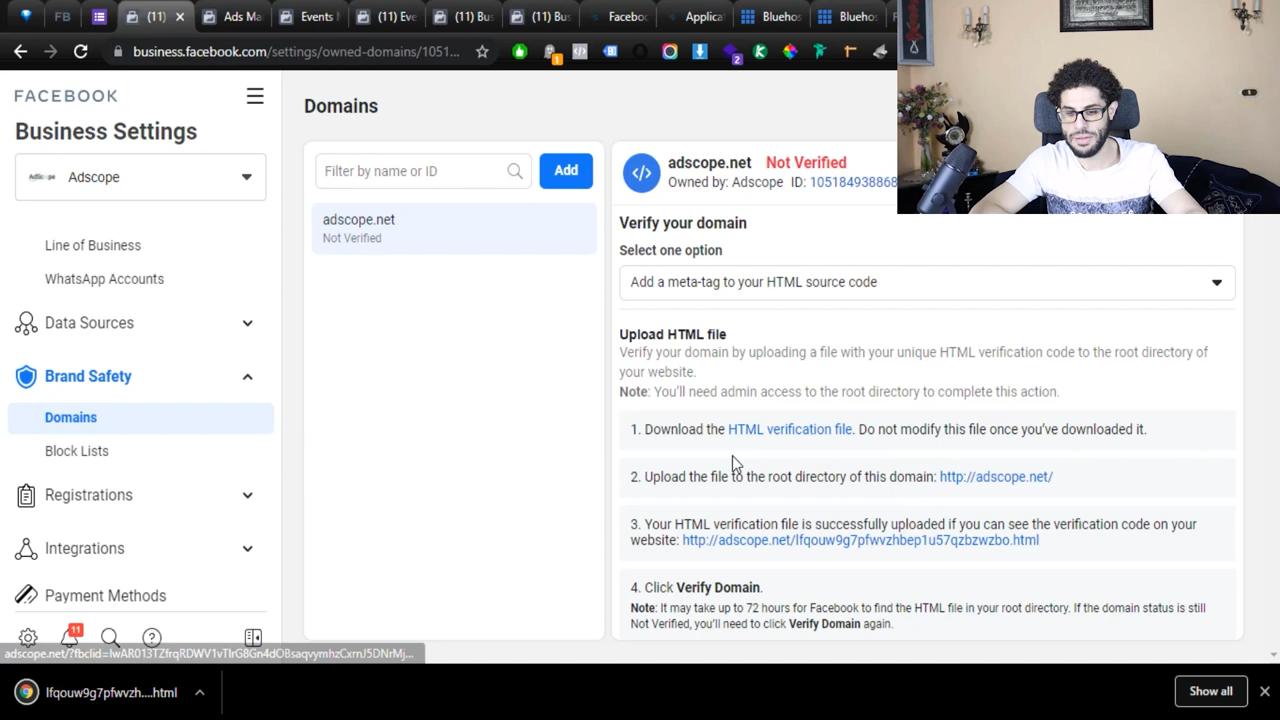 FB
(11)
Ads Ma
Events
(11) Eve
(11) Bus
(11) Bus
Faceboo
Applica
Blueho
Blueho
business.facebook.com/settings/owned-domains/1051...
1
2
FACEBOOK
Business Settings
Adscope
Adscope
Line of Business
WhatsApp Accounts
Data Sources
Brand Safety
Domains
Block Lists
Registrations
Integrations
Payment Methods
11
Domains
Filter by name or ID
Add
adscope.net
Not Verified
adscope.net Not Verified
Owned by: Adscope ID: 105184938868
Verify your domain
Select one option
Add a meta-tag to your HTML source code
Upload HTML file
Verify your domain by uploading a file with your unique HTML verification code to the root directory of
your website.
Note: You'll need admin access to the root directory to complete this action.
1. Download the HTML verification file. Do not modify this file once you've downloaded it.
2. Upload the file to the root directory of this domain: http://adscope.net/
3. Your HTML verification file is successfully uploaded if you can see the verification code on your
website: http://adscope.net/lfqouw9g7pfwvzhbep1u57qzbzwzbo.html
4. Click Verify Domain.
Note: It may take up to 72 hours for Facebook to find the HTML file in your root directory. If the domain status is still
Not Verified, you'll need to click Verify Domain again.
lfqouw9g7pfwvzh....html
Show all